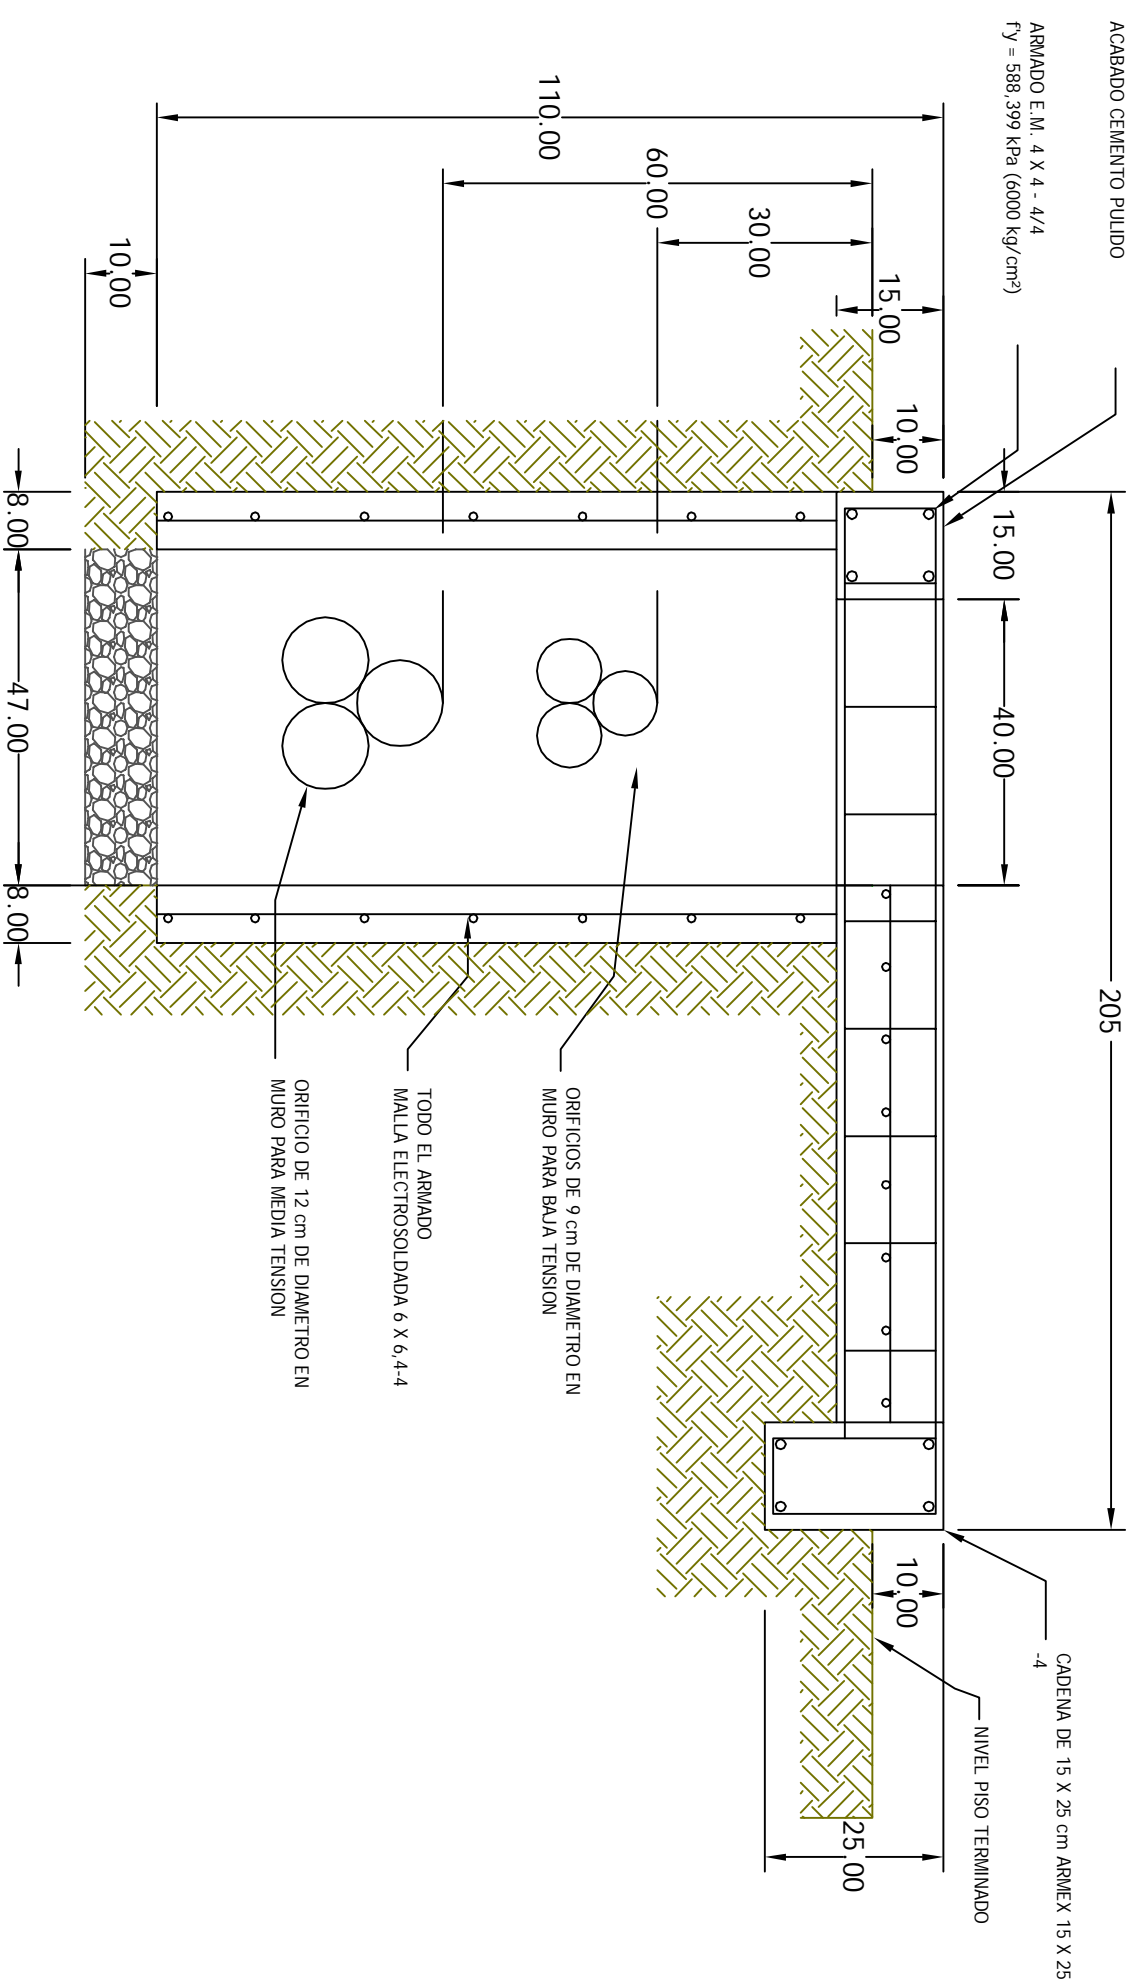 205
CADENA DE 15 X 25 cm ARMEX 15 X 25
-4
ACABADO CEMENTO PULIDO
ARMADO E.M. 4 X 4 - 4/4
f'y = 588,399 kPa (6000 kg/cm²)
15.00
40.00
NIVEL PISO TERMINADO
10.00
10.00
15.00
25.00
30.00
60.00
110.00
10.00
ORIFICIOS DE 9 cm DE DIAMETRO EN
MURO PARA BAJA TENSION
TODO EL ARMADO
MALLA ELECTROSOLDADA 6 X 6,4-4
ORIFICIO DE 12 cm DE DIAMETRO EN
MURO PARA MEDIA TENSION
8.00
47.00
8.00